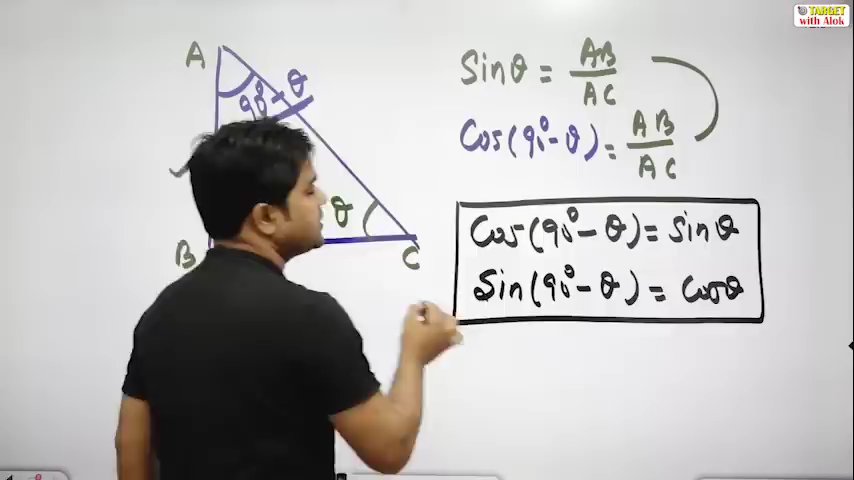 TARGET
with Alok
A
90° - θ
θ
B
C
Sinθ = AB/AC
Cos(90°-θ) = AB/AC
Cos(90°-θ) = Sinθ
Sin(90°-θ) = Cosθ